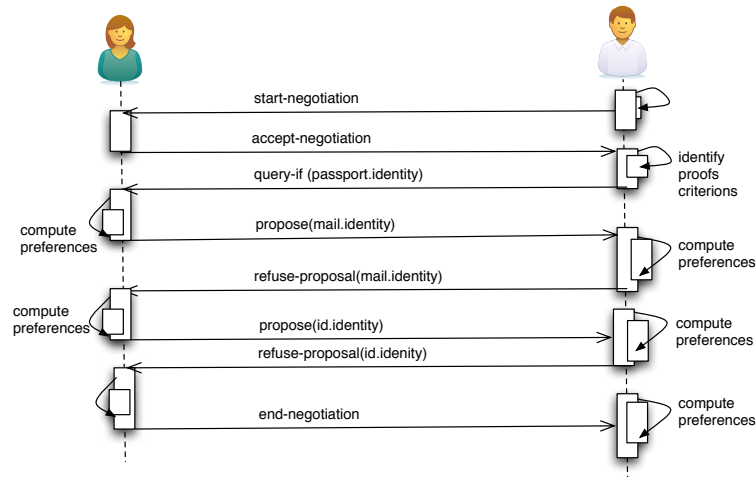 start-negotiation
accept-negotiation
identify
proofs
criterions
query-if (passport.identity)
compute
preferences
propose(mail.identity)
compute
preferences
refuse-proposal(mail.identity)
compute
preferences
propose(id.identity)
compute
preferences
refuse-proposal(id.idenity)
end-negotiation
compute
preferences